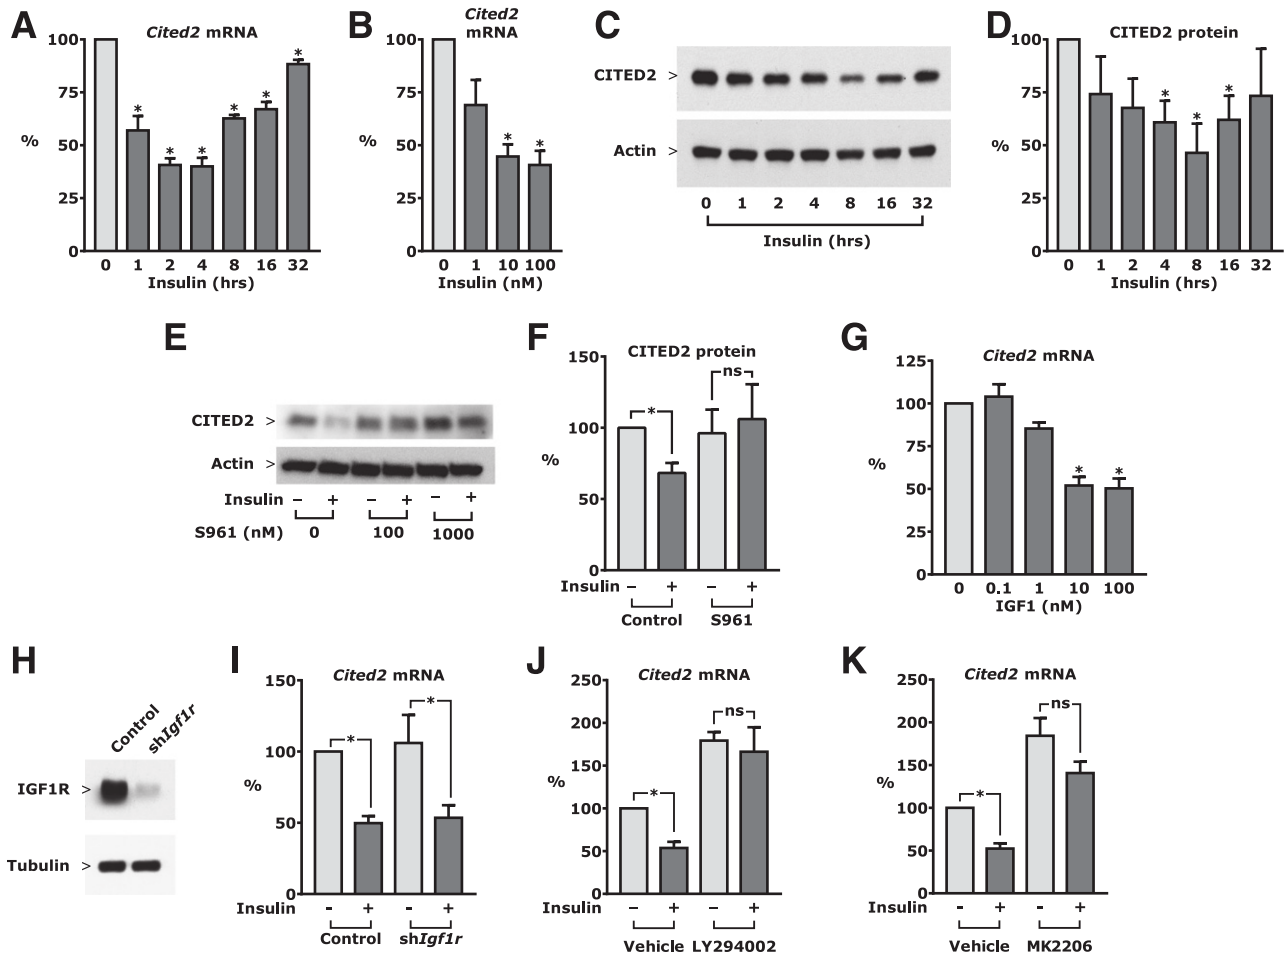 A
Cited2 mRNA
100
75
50
25
0
%
*
*
*
*
*
*
0 1 2 4 8 16 32
Insulin (hrs)
B
Cited2
mRNA
100
75
50
25
0
%
*
*
0 1 10 100
Insulin (nM)
C
CITED2 >
Actin >
0 1 2 4 8 16 32
Insulin (hrs)
D
CITED2 protein
100
75
50
25
0
%
*
*
*
0 1 2 4 8 16 32
Insulin (hrs)
E
CITED2 >
Actin >
Insulin – + – + – +
S961 (nM) 0 100 1000
F
CITED2 protein
150
100
50
0
%
*
ns
Insulin – + – +
Control S961
G
Cited2 mRNA
125
100
75
50
25
0
%
* *
0 0.1 1 10 100
IGF1 (nM)
H
Control
shIgf1r
IGF1R >
Tubulin >
I
Cited2 mRNA
150
100
50
0
%
*
*
Insulin - + - +
Control shIgf1r
J
Cited2 mRNA
250
200
150
100
50
0
%
*
ns
Insulin – + – +
Vehicle LY294002
K
Cited2 mRNA
250
200
150
100
50
0
%
*
ns
Insulin – + – +
Vehicle MK2206